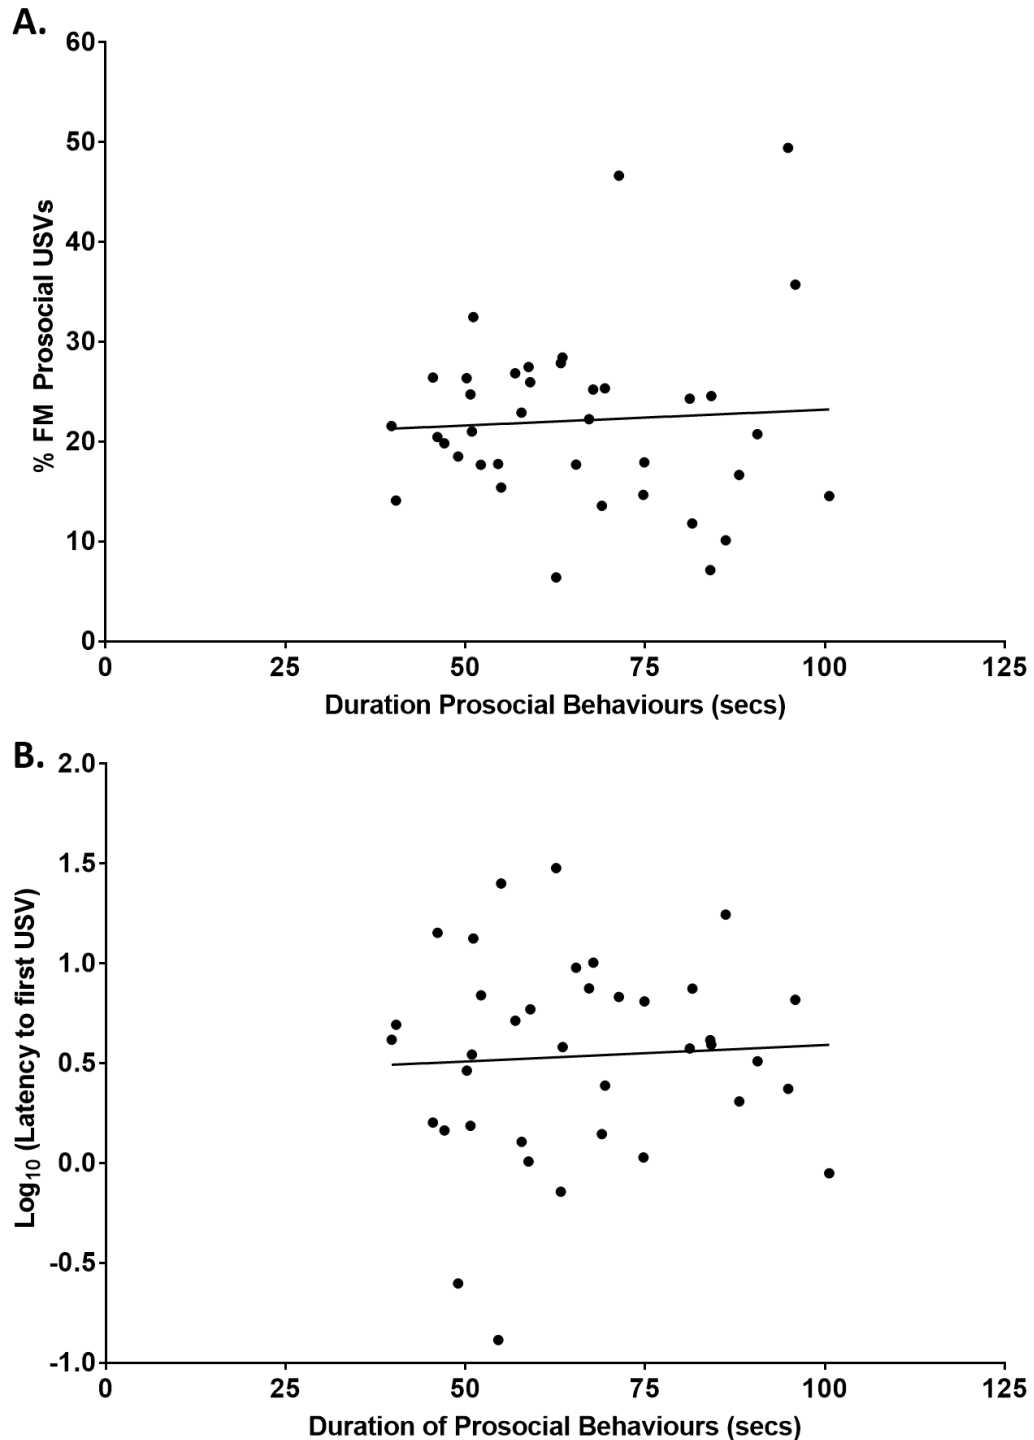 A.
60
50
40
30
20
10
0
% FM Prosocial USVs
0 25 50 75 100 125
Duration Prosocial Behaviours (secs)
B.
2.0
1.5
1.0
0.5
0.0
-0.5
-1.0
Log10 (Latency to first USV)
0 25 50 75 100 125
Duration of Prosocial Behaviours (secs)